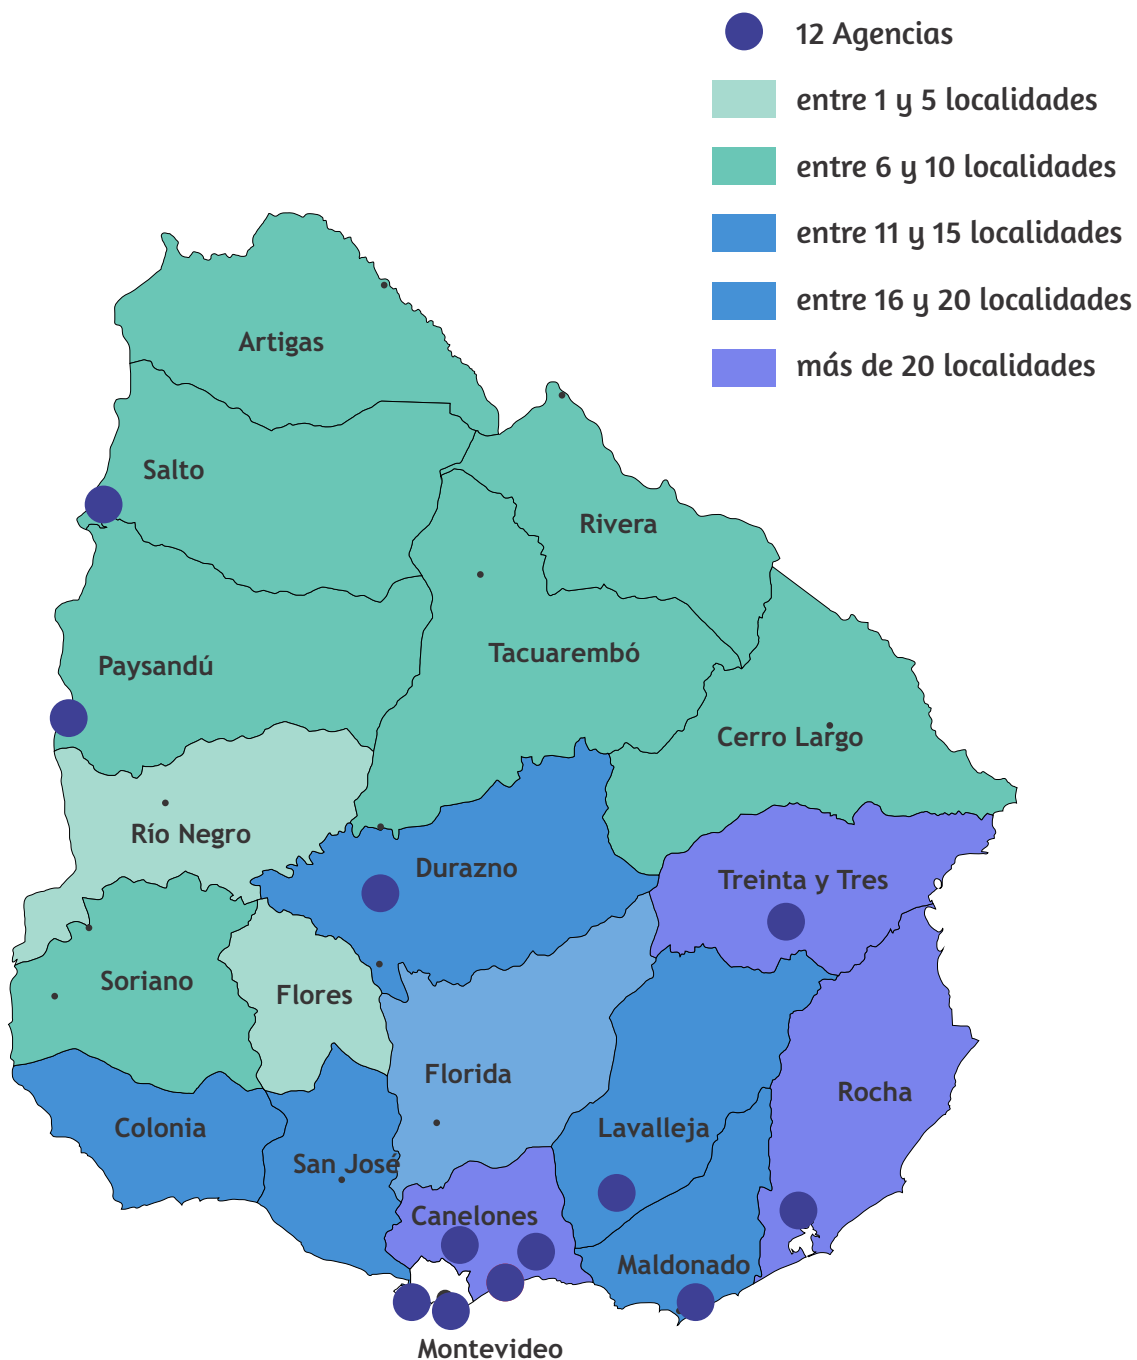 12 Agencias
entre 1 y 5 localidades
entre 6 y 10 localidades
entre 11 y 15 localidades
entre 16 y 20 localidades
más de 20 localidades
Artigas
Salto
Rivera
Tacuarembó
Paysandú
Cerro Largo
Río Negro
Durazno
Treinta y Tres
Soriano
Flores
Florida
Rocha
Colonia
Lavalleja
San José
Canelones
Maldonado
Montevideo